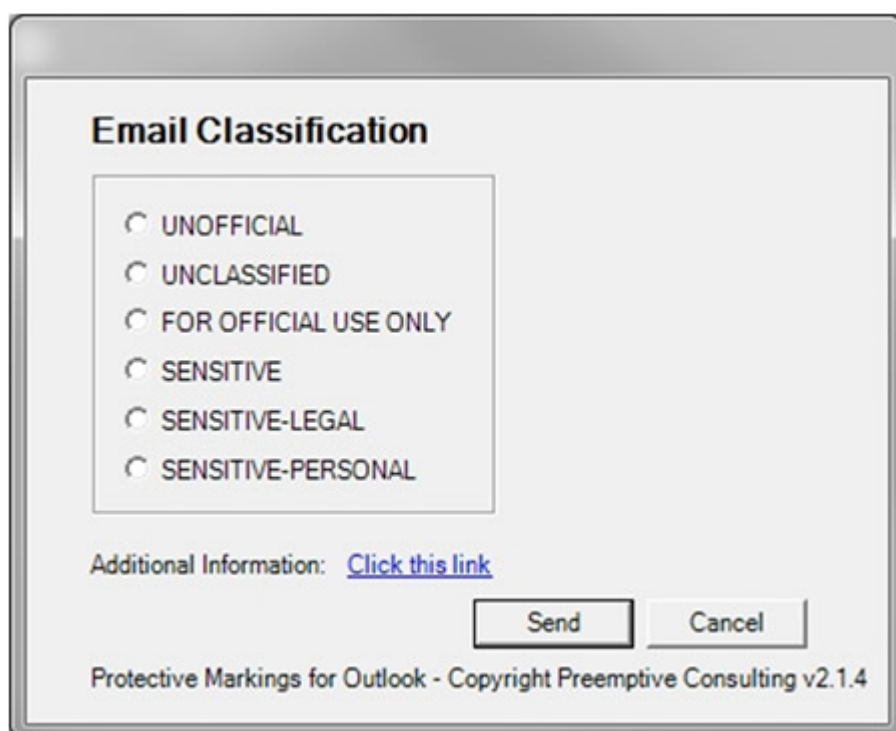 Email Classification
UNOFFICIAL
UNCLASSIFIED
FOR OFFICIAL USE ONLY
SENSITIVE
SENSITIVE-LEGAL
SENSITIVE-PERSONAL
Additional Information: Click this link
Send Cancel
Protective Markings for Outlook - Copyright Preemptive Consulting v2.1.4